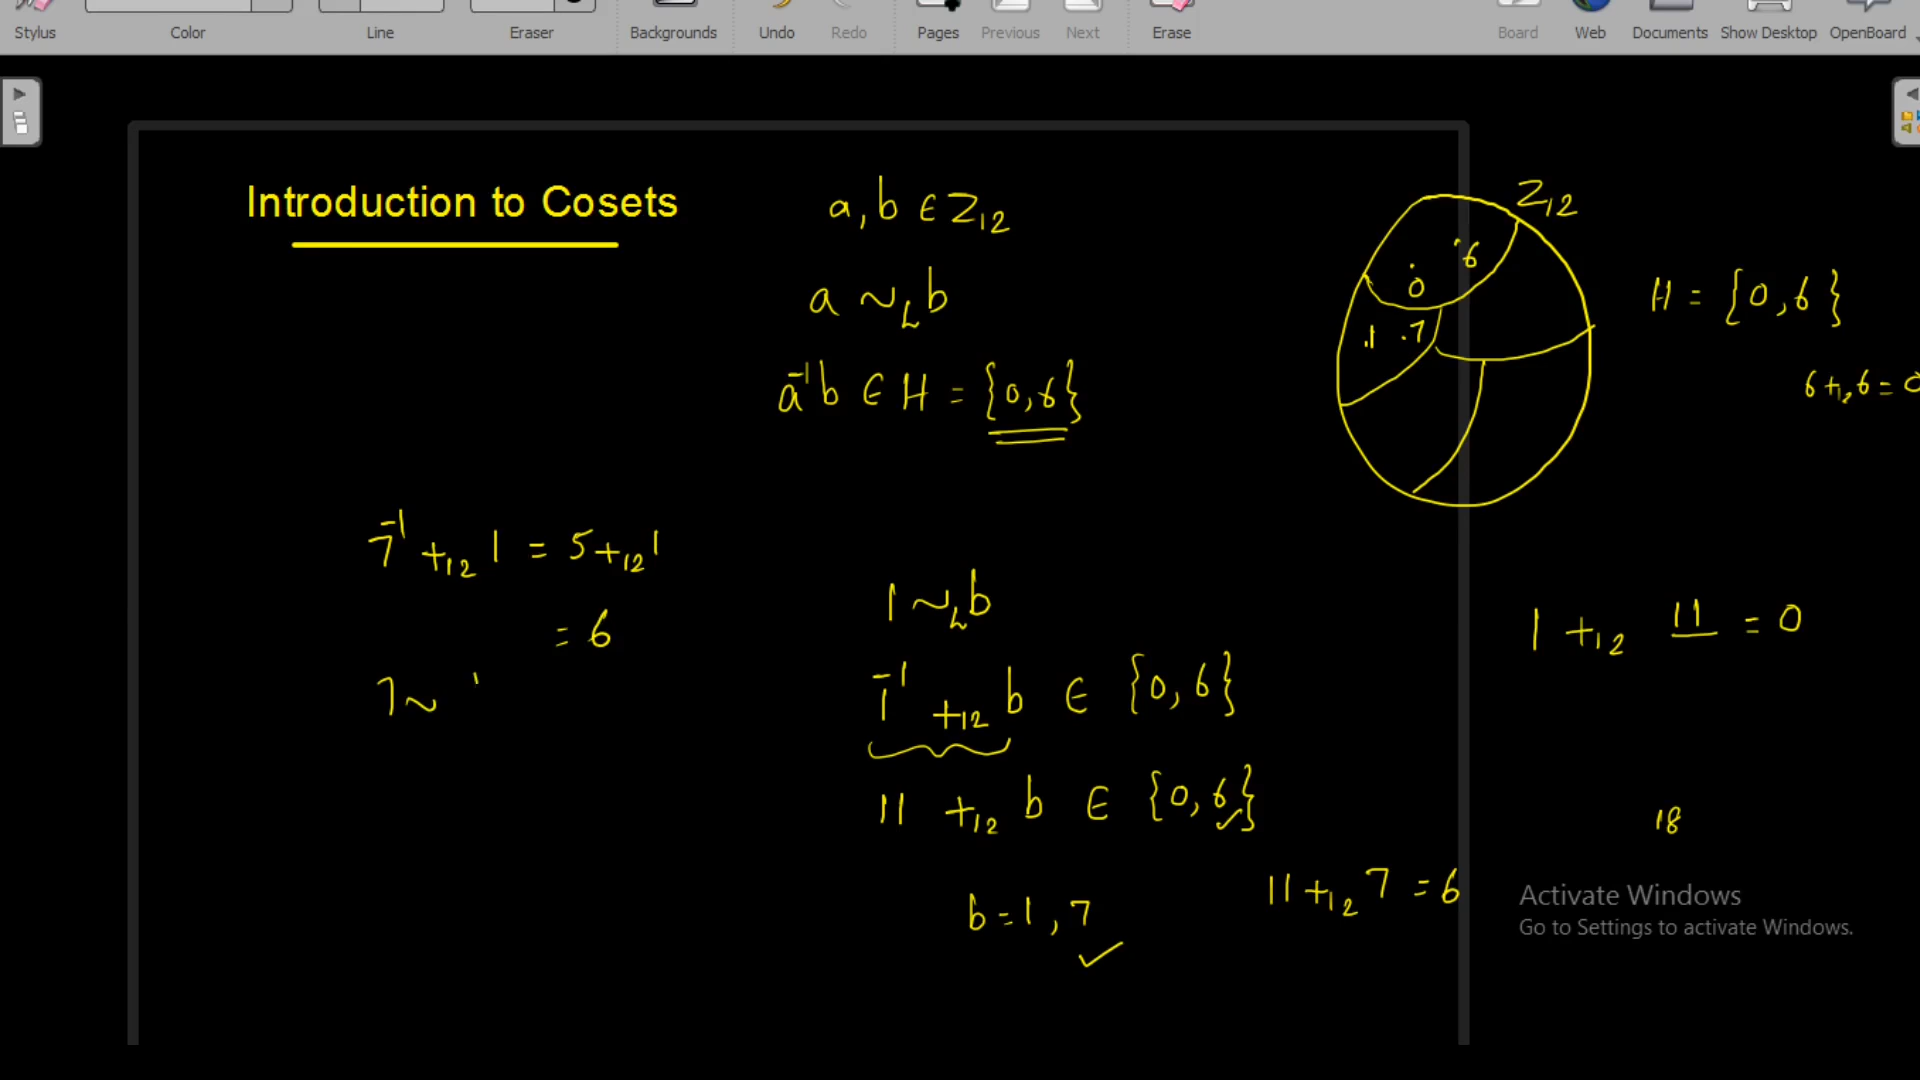 Stylus Color Line Eraser Backgrounds Undo Redo Pages Previous Next Erase Board Web Documents Show Desktop OpenBoard
Introduction to Cosets
a, b ∈ Z₁₂
a ~_L b
a⁻¹b ∈ H = {0,6}
Z₁₂
.6
.0
.1 .7
H = {0,6}
6 +₁₂ 6 = 0
7⁻¹ +₁₂ 1 = 5 +₁₂ 1
= 6
7 ~
1 ~_L b
1⁻¹ +₁₂ b ∈ {0,6}
11 +₁₂ b ∈ {0,6}
b = 1, 7
11 +₁₂ 7 = 6
1 +₁₂ 11 = 0
18
Activate Windows
Go to Settings to activate Windows.